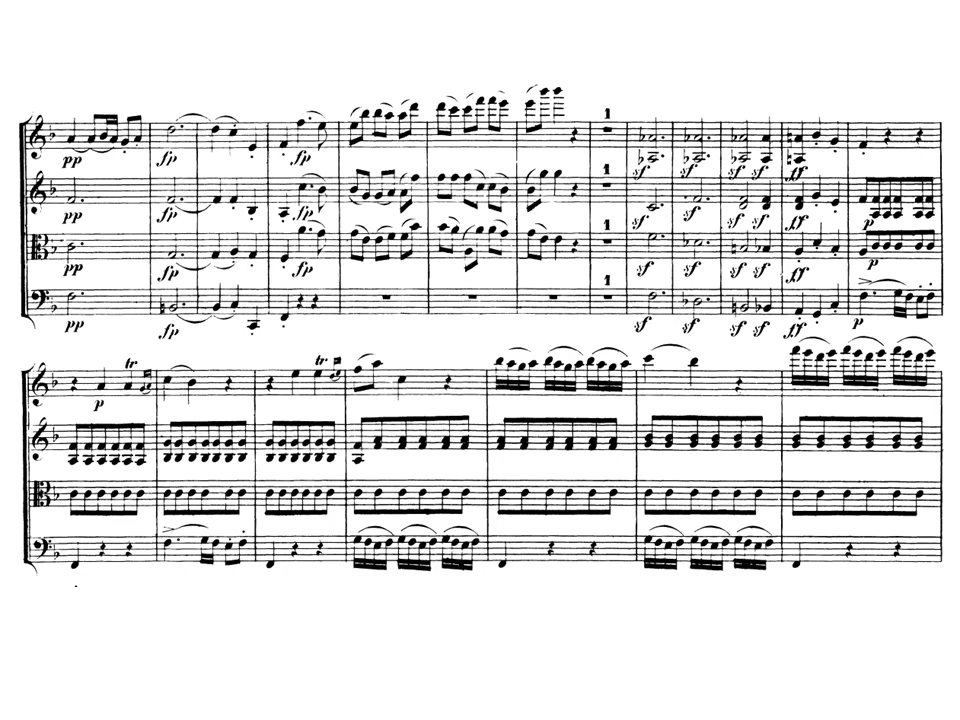 1
pp fp fp sf sf sf sf ff
1
pp fp fp sf sf sf sf ff p
1
pp fp fp sf sf sf sf ff p
1
pp fp sf sf sf sf ff p
tr. tr.
p